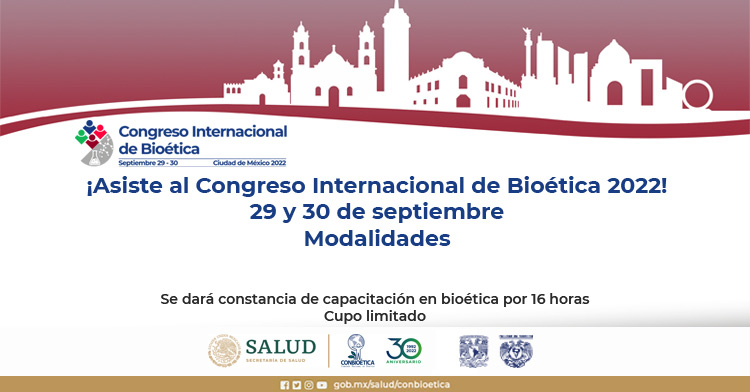 Congreso Internacional
de Bioética
Septiembre 29 - 30 Ciudad de México 2022
¡Asiste al Congreso Internacional de Bioética 2022!
29 y 30 de septiembre
Modalidades
Se dará constancia de capacitación en bioética por 16 horas
Cupo limitado
SALUD
SECRETARÍA DE SALUD
CONBIOÉTICA
30
1992
2022
ANIVERSARIO
gob.mx/salud/conbioetica